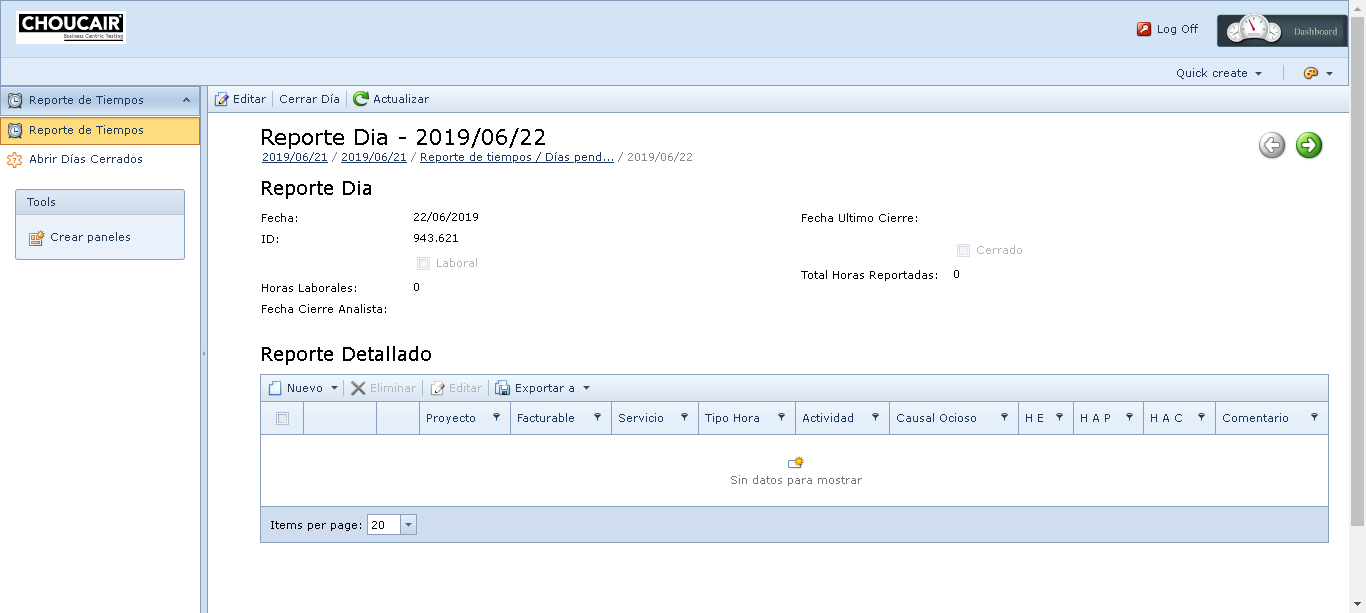 CHOUCAIR
Business Centric Testing
Log Off
Dashboard
Quick create
Reporte de Tiempos
Reporte de Tiempos
Abrir Días Cerrados
Tools
Crear paneles
Editar Cerrar Día Actualizar
Reporte Dia - 2019/06/22
2019/06/21 / 2019/06/21 / Reporte de tiempos / Días pend... / 2019/06/22
Reporte Dia
Fecha: 22/06/2019 Fecha Ultimo Cierre:
ID: 943.621
Cerrado
Laboral
Total Horas Reportadas: 0
Horas Laborales: 0
Fecha Cierre Analista:
Reporte Detallado
Nuevo Eliminar Editar Exportar a
Proyecto Facturable Servicio Tipo Hora Actividad Causal Ocioso H E H A P H A C Comentario
Sin datos para mostrar
Items per page: 20